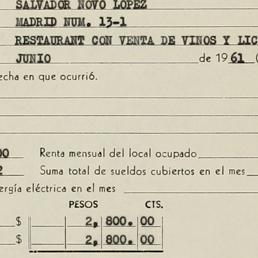 SALVADOR NOVO LOPEZ
MADRID NUM. 13-1
RESTAURANT CON VENTA DE VINOS Y LIC
JUNIO de 1961 (
echa en que ocurrió.
00 Renta mensual del local ocupado
2 Suma total de sueldos cubiertos en el mes
ergía eléctrica en el mes
PESOS CTS.
$ 2, 800. 00
$ 2, 800. 00